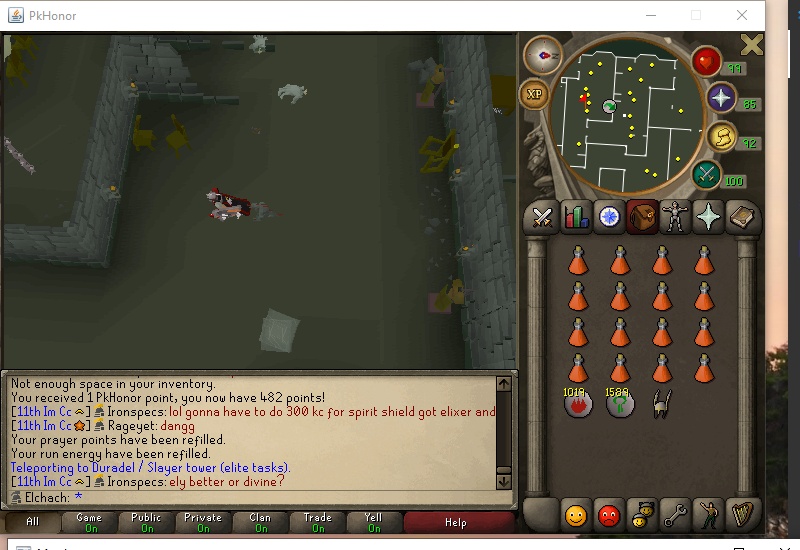 PkHonor
N
XP
99
85
92
100
1019
1589
Not enough space in your inventory.
You received 1 PkHonor point, you now have 482 points!
[11th Im Cc] Ironspecs: lol gonna have to do 300 kc for spirit shield got elixer and
[11th Im Cc] Rageyet: dangg
Your prayer points have been refilled.
Your run energy have been refilled.
Teleporting to Duradel / Slayer tower (elite tasks).
[11th Im Cc] Ironspecs: ely better or divine?
Elchach: *
All
Game On
Public On
Private On
Clan On
Trade On
Yell On
Help